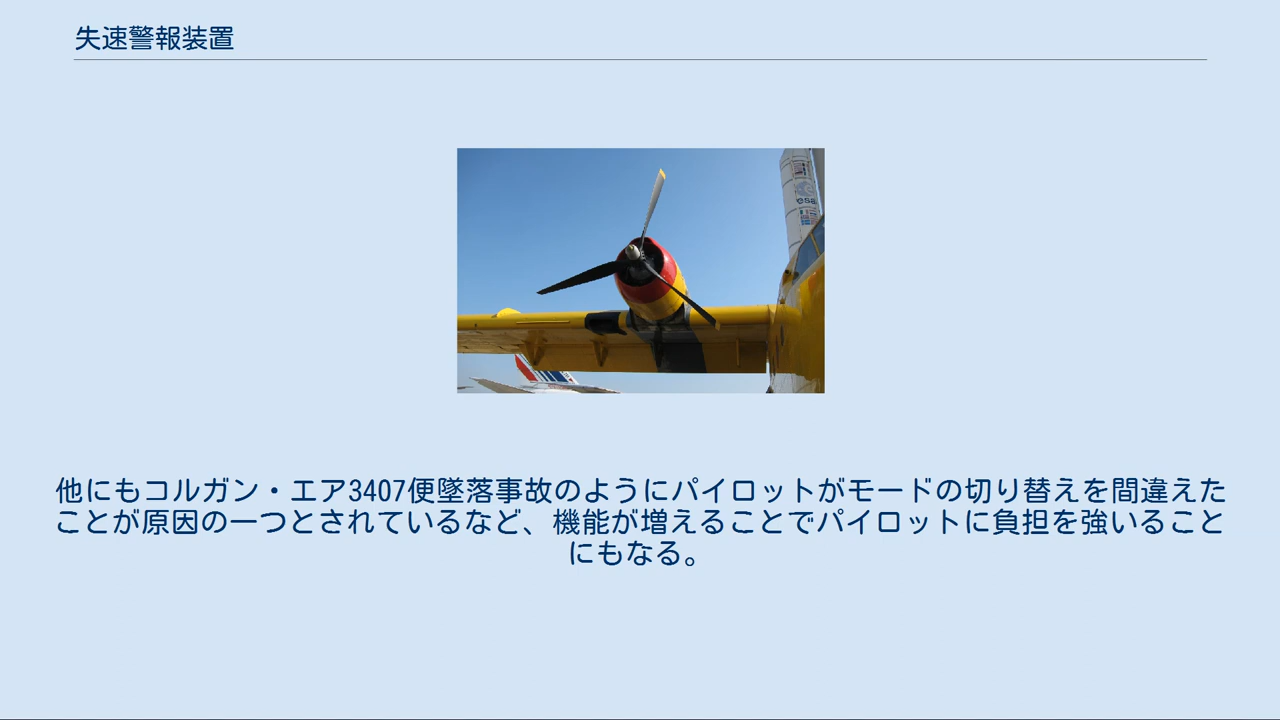 失速警報装置
esa
他にもコルガン・エア3407便墜落事故のようにパイロットがモードの切り替えを間違えた
ことが原因の一つとされているなど、機能が増えることでパイロットに負担を強いること
にもなる。